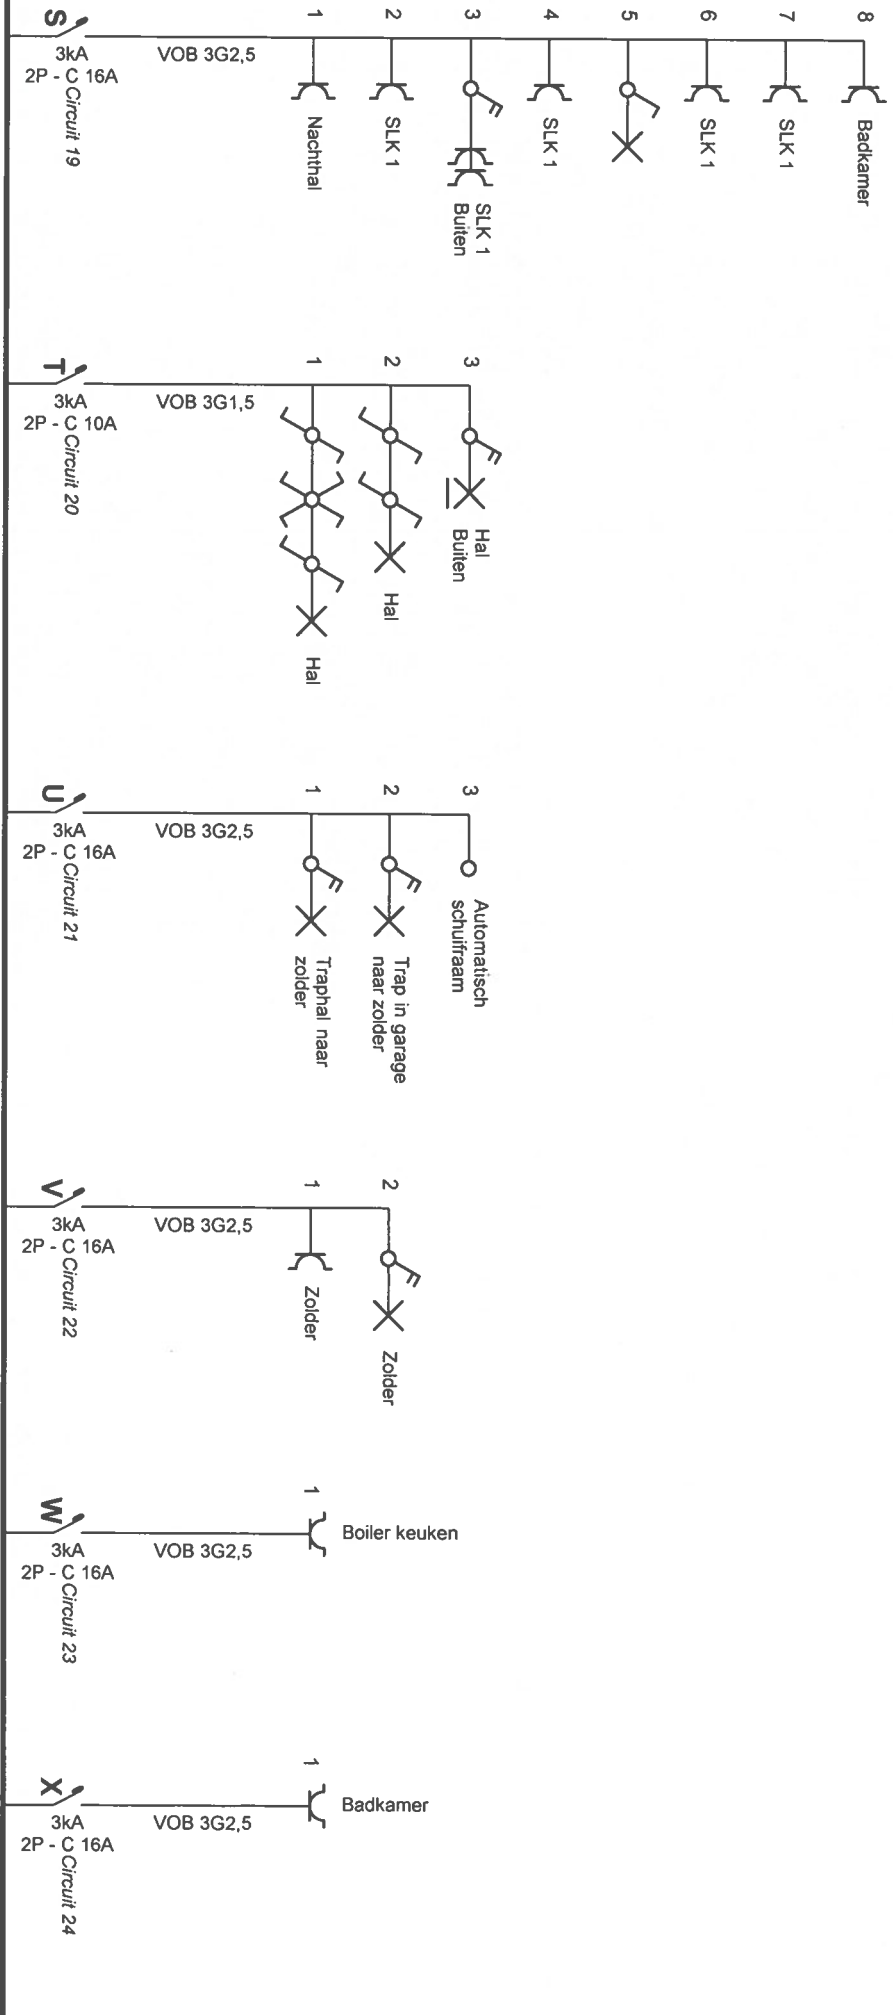 S
3kA
2P - C 16A
Circuit 19
VOB 3G2,5
1
Nachthal
2
SLK 1
3
SLK 1
Buiten
4
SLK 1
5
6
SLK 1
7
SLK 1
8
Badkamer
T
3kA
2P - C 10A
Circuit 20
VOB 3G1,5
1
Hal
2
Hal
3
Hal
Buiten
U
3kA
2P - C 16A
Circuit 21
VOB 3G2,5
1
Traphal naar
zolder
2
Trap in garage
naar zolder
3
Automatisch
schuifraam
V
3kA
2P - C 16A
Circuit 22
VOB 3G2,5
1
Zolder
2
Zolder
W
3kA
2P - C 16A
Circuit 23
VOB 3G2,5
1
Boiler keuken
X
3kA
2P - C 16A
Circuit 24
VOB 3G2,5
1
Badkamer